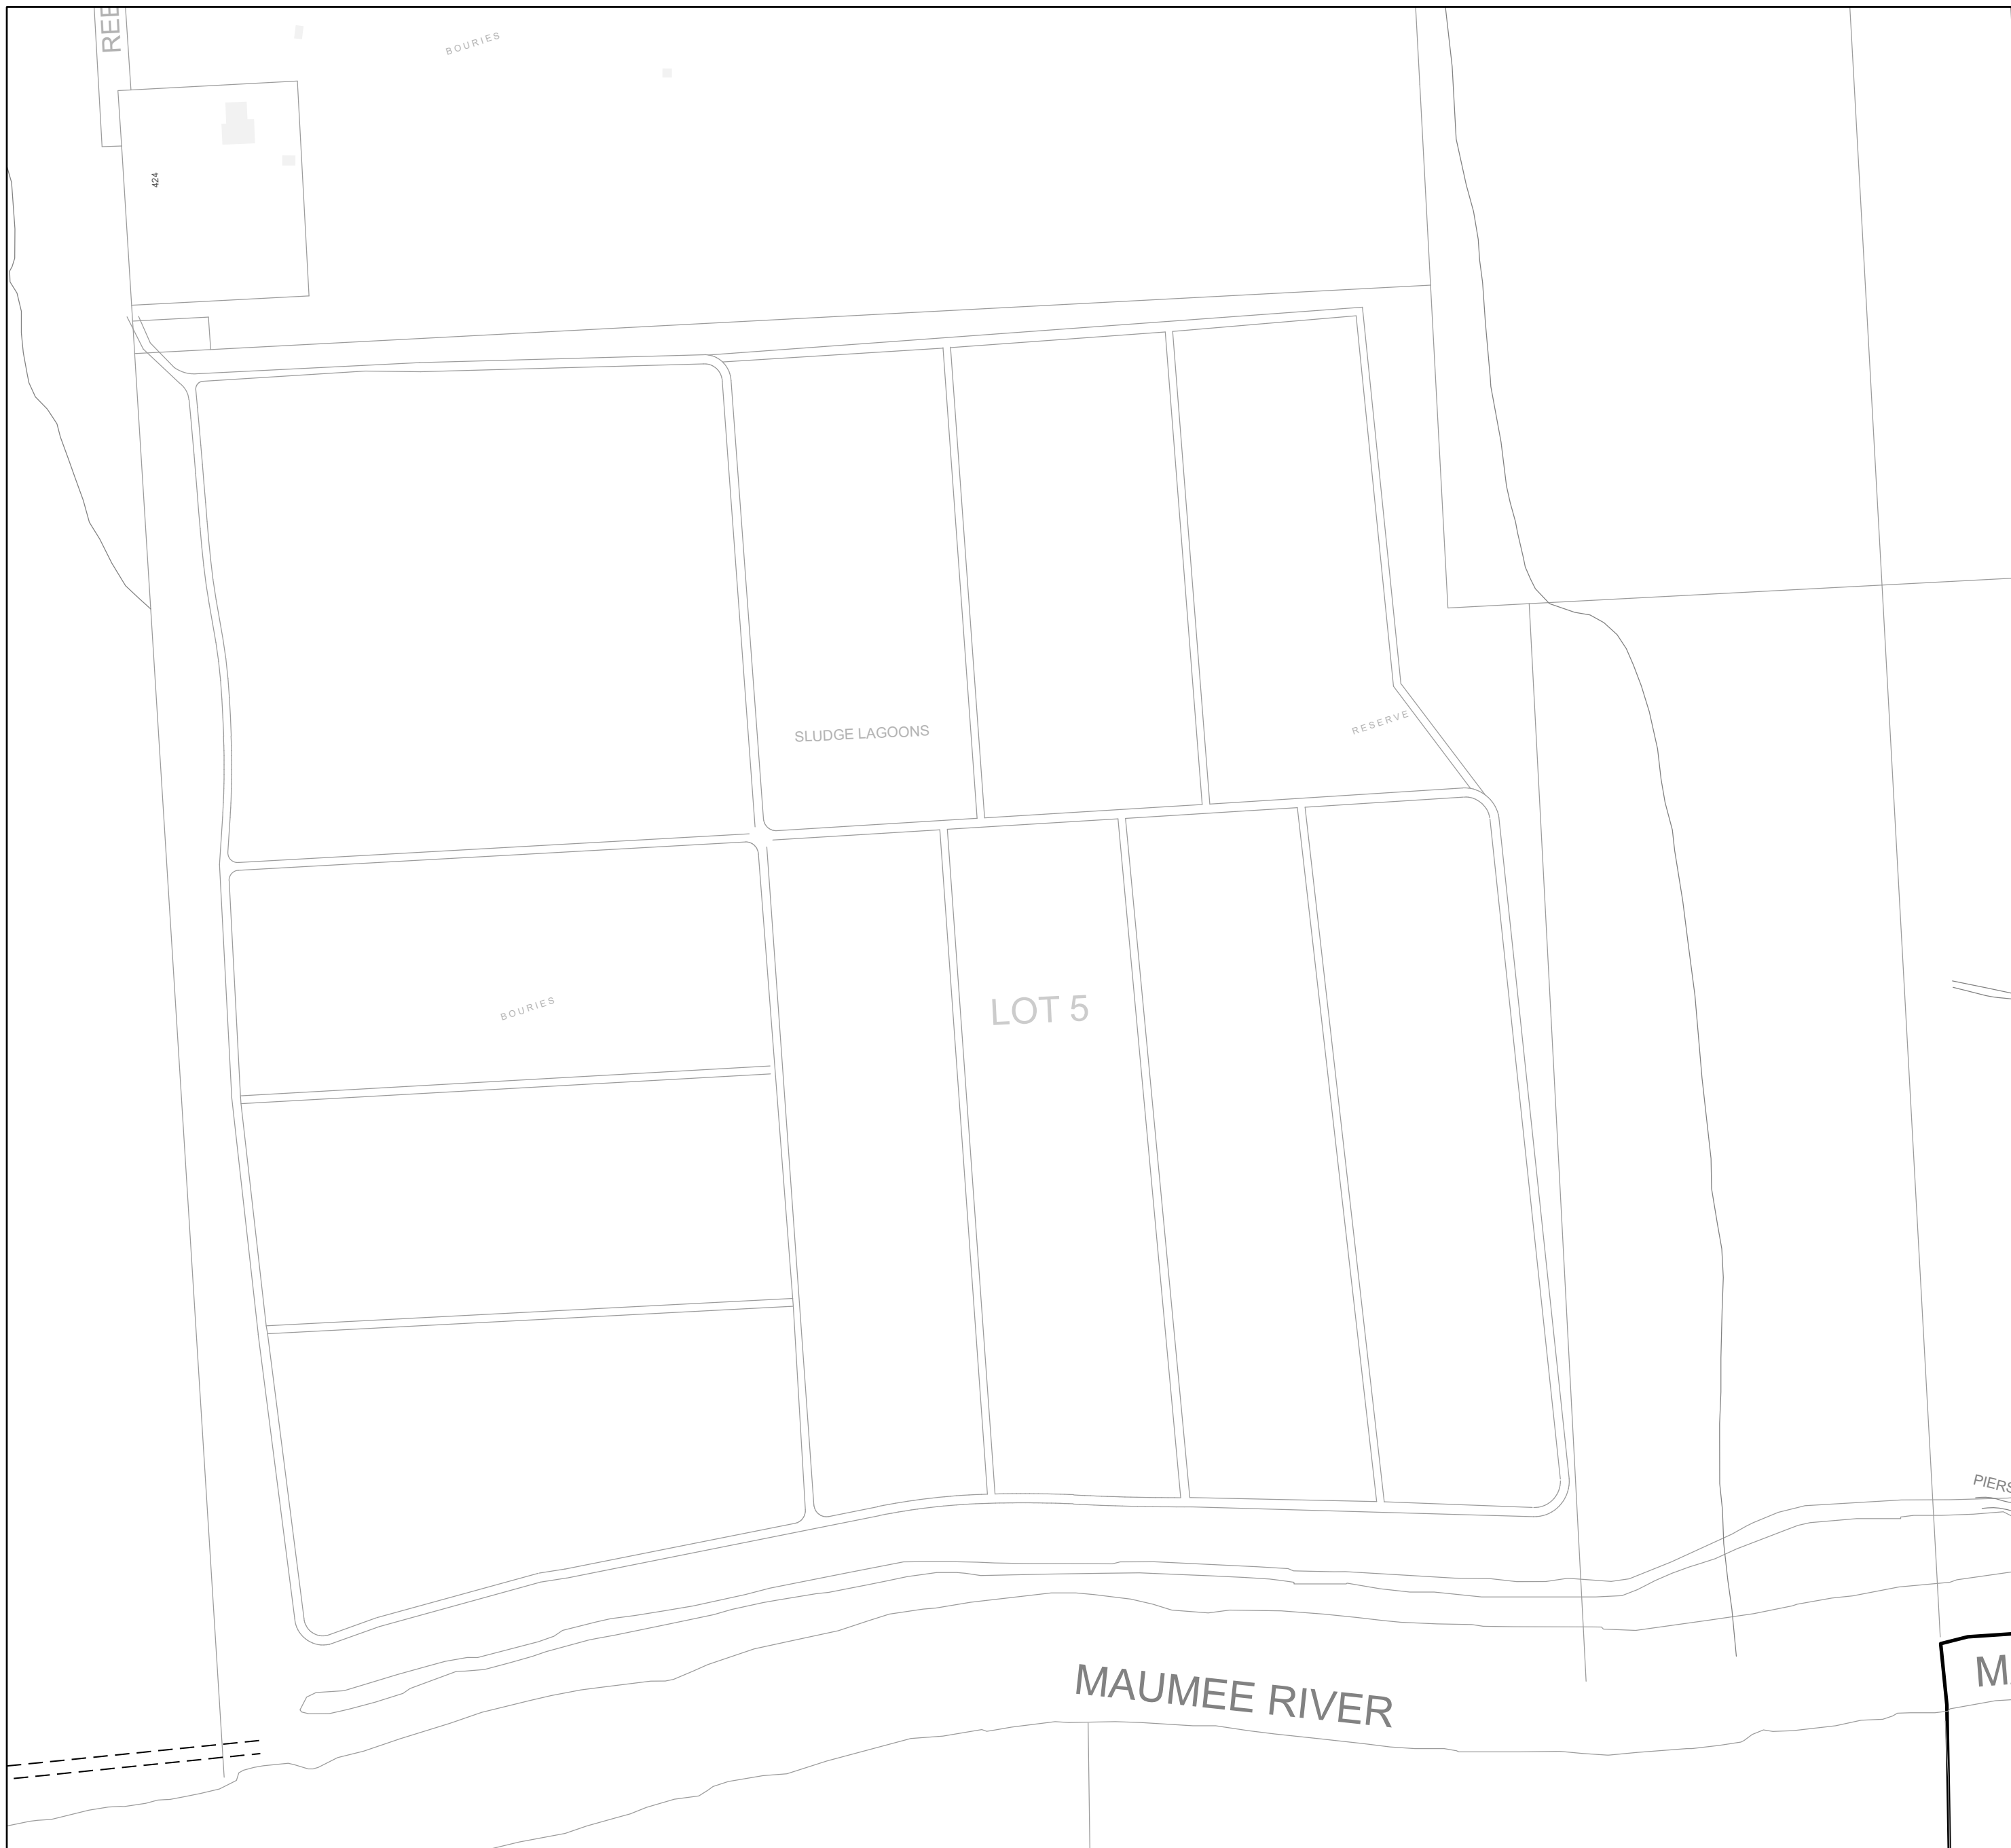 BOURIES
424
SLUDGE LAGOONS
RESERVE
BOURIES
LOT 5
MAUMEE RIVER